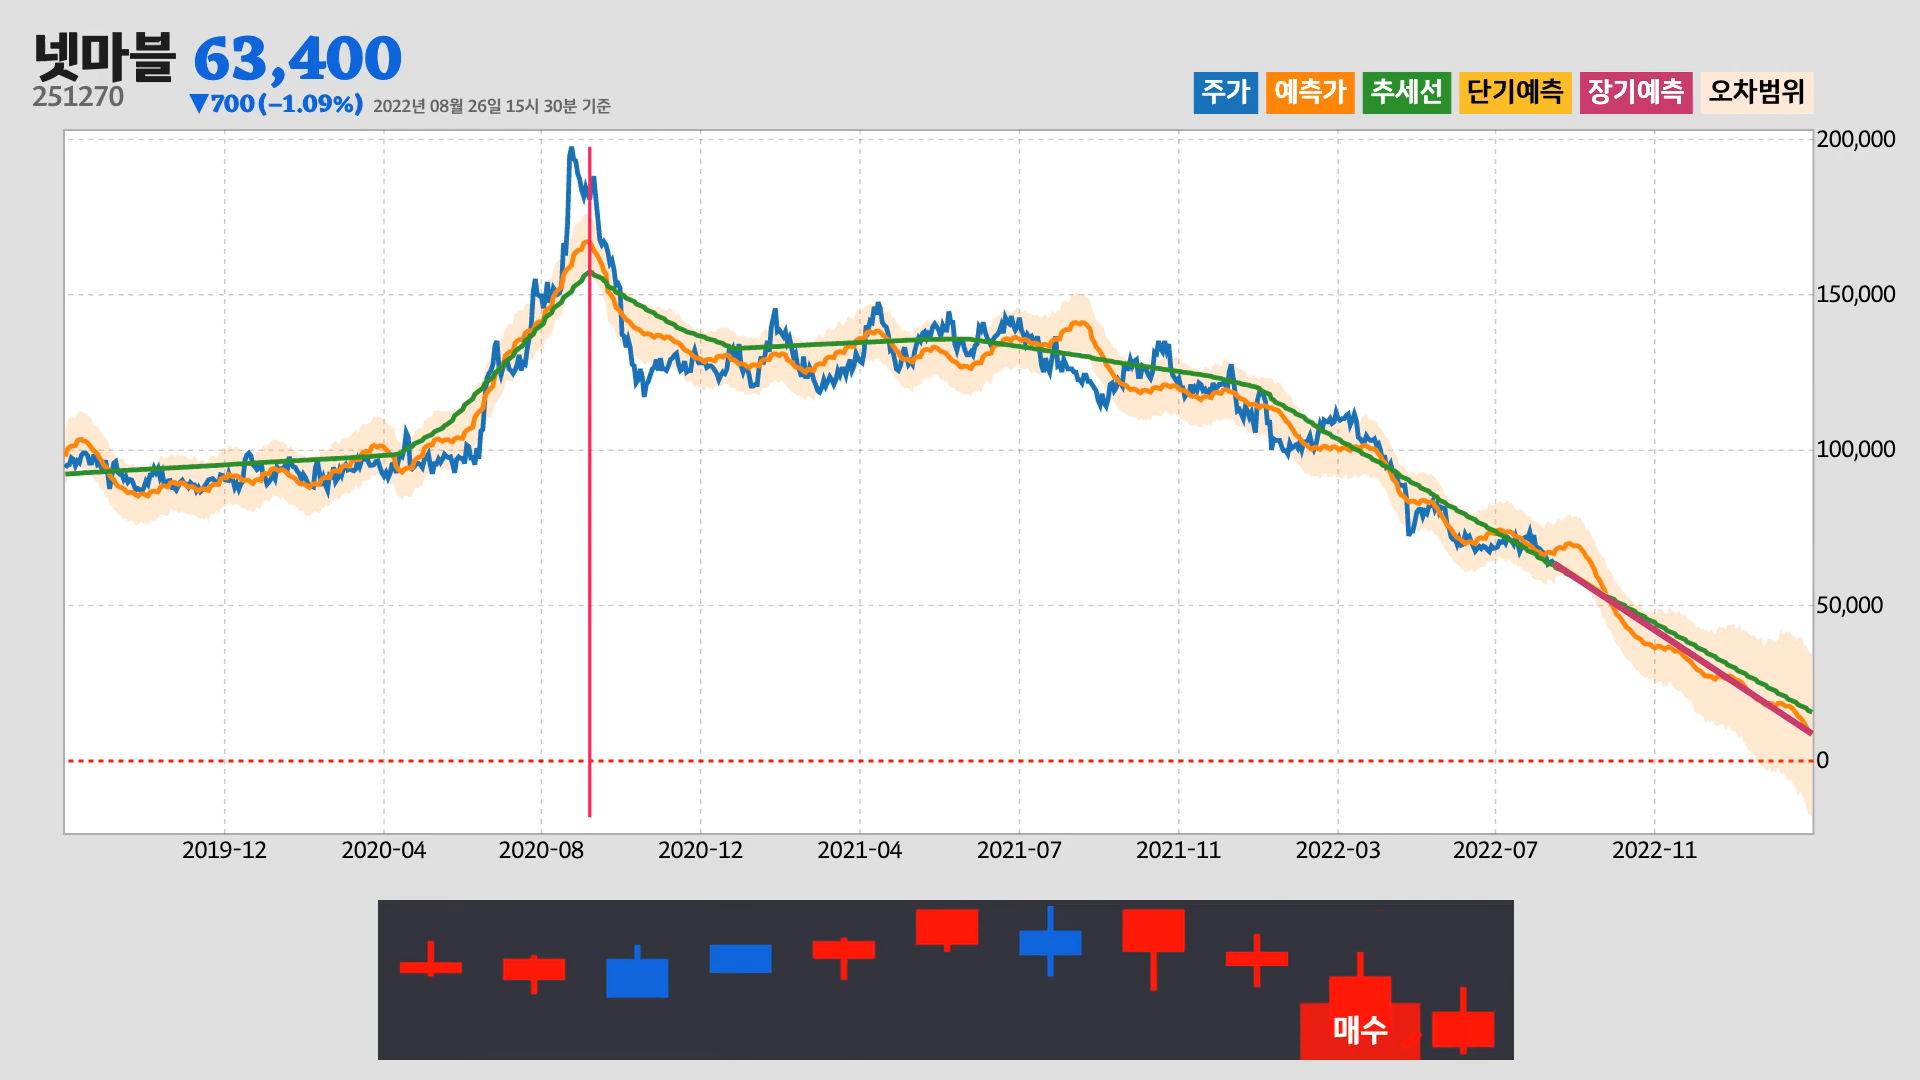 넷마블 63,400
251270 ▼700 (−1.09%) 2022년 08월 26일 15시 30분 기준
주가 예측가 추세선 단기예측 장기예측 오차범위
200,000
150,000
100,000
50,000
0
2019-12 2020-04 2020-08 2020-12 2021-04 2021-07 2021-11 2022-03 2022-07 2022-11
매수